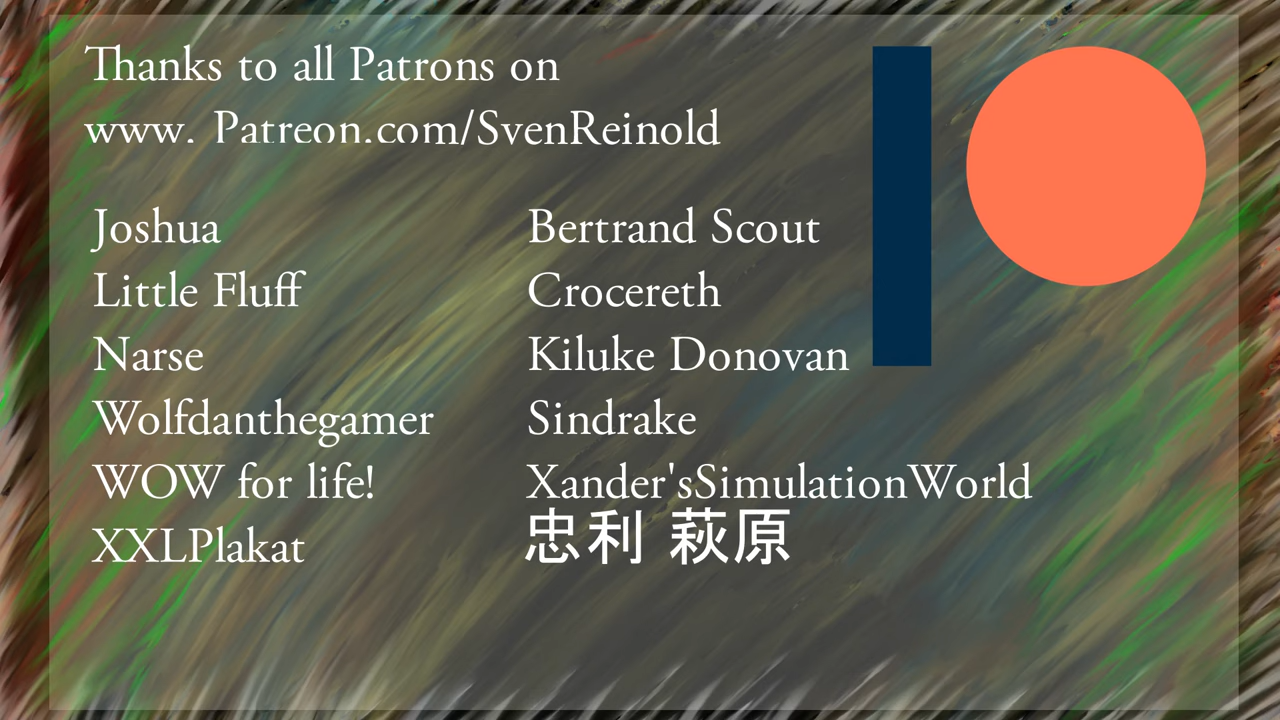 Thanks to all Patrons on
www. Patreon.com/SvenReinold
Joshua
Little Fluff
Narse
Wolfdanthegamer
WOW for life!
XXLPlakat
Bertrand Scout
Crocereth
Kiluke Donovan
Sindrake
Xander'sSimulationWorld
忠利 萩原